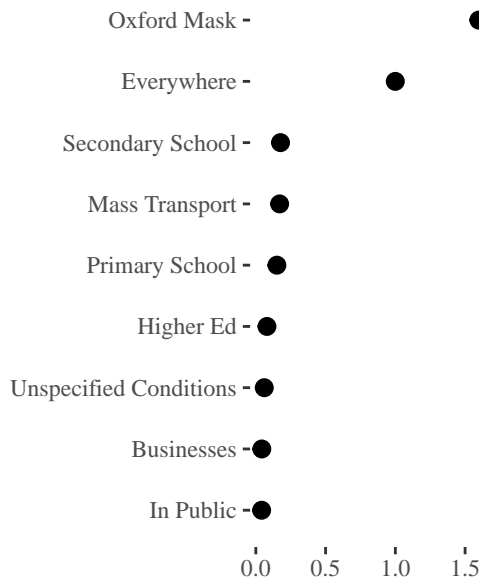 Oxford Mask
Everywhere
Secondary School
Mass Transport
Primary School
Higher Ed
Unspecified Conditions
Businesses
In Public
0.0 0.5 1.0 1.5